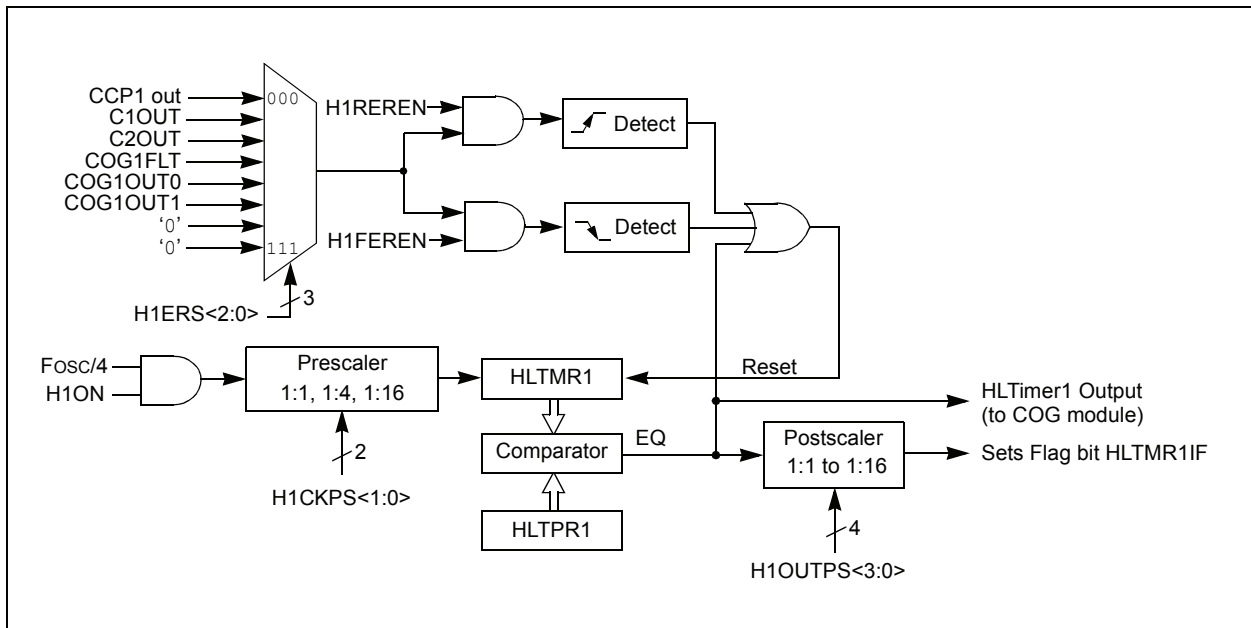 CCP1 out
000
C1OUT
C2OUT
COG1FLT
COG1OUT0
COG1OUT1
‘0’
‘0’
111
H1ERS<2:0>
3
H1REREN
Detect
H1FEREN
Detect
FOSC/4
H1ON
Prescaler
1:1, 1:4, 1:16
2
H1CKPS<1:0>
HLTMR1
Reset
Comparator
EQ
HLTPR1
HLTimer1 Output
(to COG module)
Postscaler
1:1 to 1:16
Sets Flag bit HLTMR1IF
4
H1OUTPS<3:0>